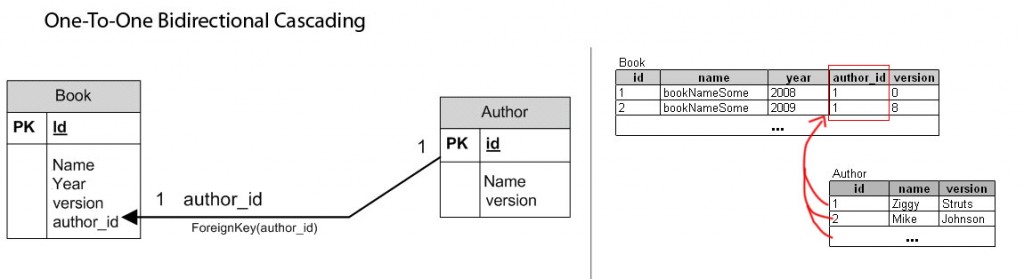 One-To-One Bidirectional Cascading
Book
PK Id
Name
Year
version
author_id
1 author_id
ForeignKey(author_id)
1
Author
PK id
Name
version
Book
id name year author_id version
1 bookNameSome 2008 1 0
2 bookNameSome 2009 1 8
...
Author
id name version
1 Ziggy Struts
2 Mike Johnson
...